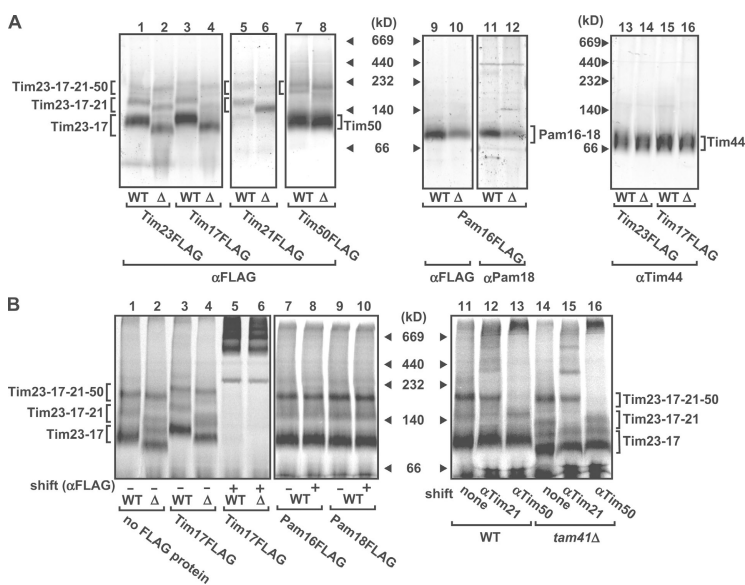 A
1 2 3 4 5 6 7 8 (kD) 9 10 11 12 (kD) 13 14 15 16
669 669
440 440
Tim23-17-21-50 232 232
Tim23-17-21 140 140
Tim23-17 Tim50 Pam16-18 Tim44
66 66
WT Δ WT Δ WT Δ WT Δ WT Δ WT Δ WT Δ WT Δ
Tim23FLAG Tim17FLAG Tim21FLAG Tim50FLAG Pam16FLAG Tim23FLAG Tim17FLAG
αFLAG αFLAG αPam18 αTim44
B
1 2 3 4 5 6 7 8 9 10 (kD) 11 12 13 14 15 16
669
440
Tim23-17-21-50 232 Tim23-17-21-50
Tim23-17-21 140 Tim23-17-21
Tim23-17 Tim23-17
66
shift (αFLAG) – – – – + + – + – + shift none αTim21 αTim50 none αTim21 αTim50
WT Δ WT Δ WT Δ WT WT WT tam41Δ
no FLAG protein Tim17FLAG Tim17FLAG Pam16FLAG Pam18FLAG